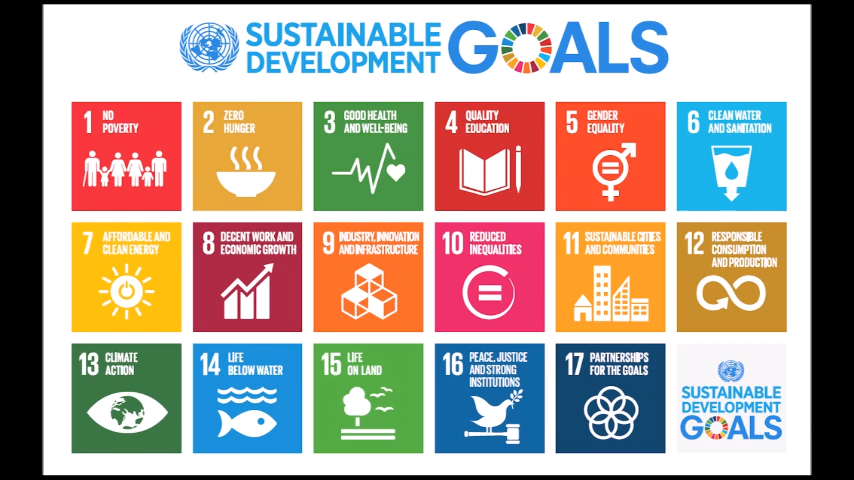 SUSTAINABLE
DEVELOPMENT
GOALS
1 NO
POVERTY
2 ZERO
HUNGER
3 GOOD HEALTH
AND WELL-BEING
4 QUALITY
EDUCATION
5 GENDER
EQUALITY
6 CLEAN WATER
AND SANITATION
7 AFFORDABLE AND
CLEAN ENERGY
8 DECENT WORK AND
ECONOMIC GROWTH
9 INDUSTRY, INNOVATION
AND INFRASTRUCTURE
10 REDUCED
INEQUALITIES
11 SUSTAINABLE CITIES
AND COMMUNITIES
12 RESPONSIBLE
CONSUMPTION
AND PRODUCTION
13 CLIMATE
ACTION
14 LIFE
BELOW WATER
15 LIFE
ON LAND
16 PEACE, JUSTICE
AND STRONG
INSTITUTIONS
17 PARTNERSHIPS
FOR THE GOALS
SUSTAINABLE
DEVELOPMENT
GOALS